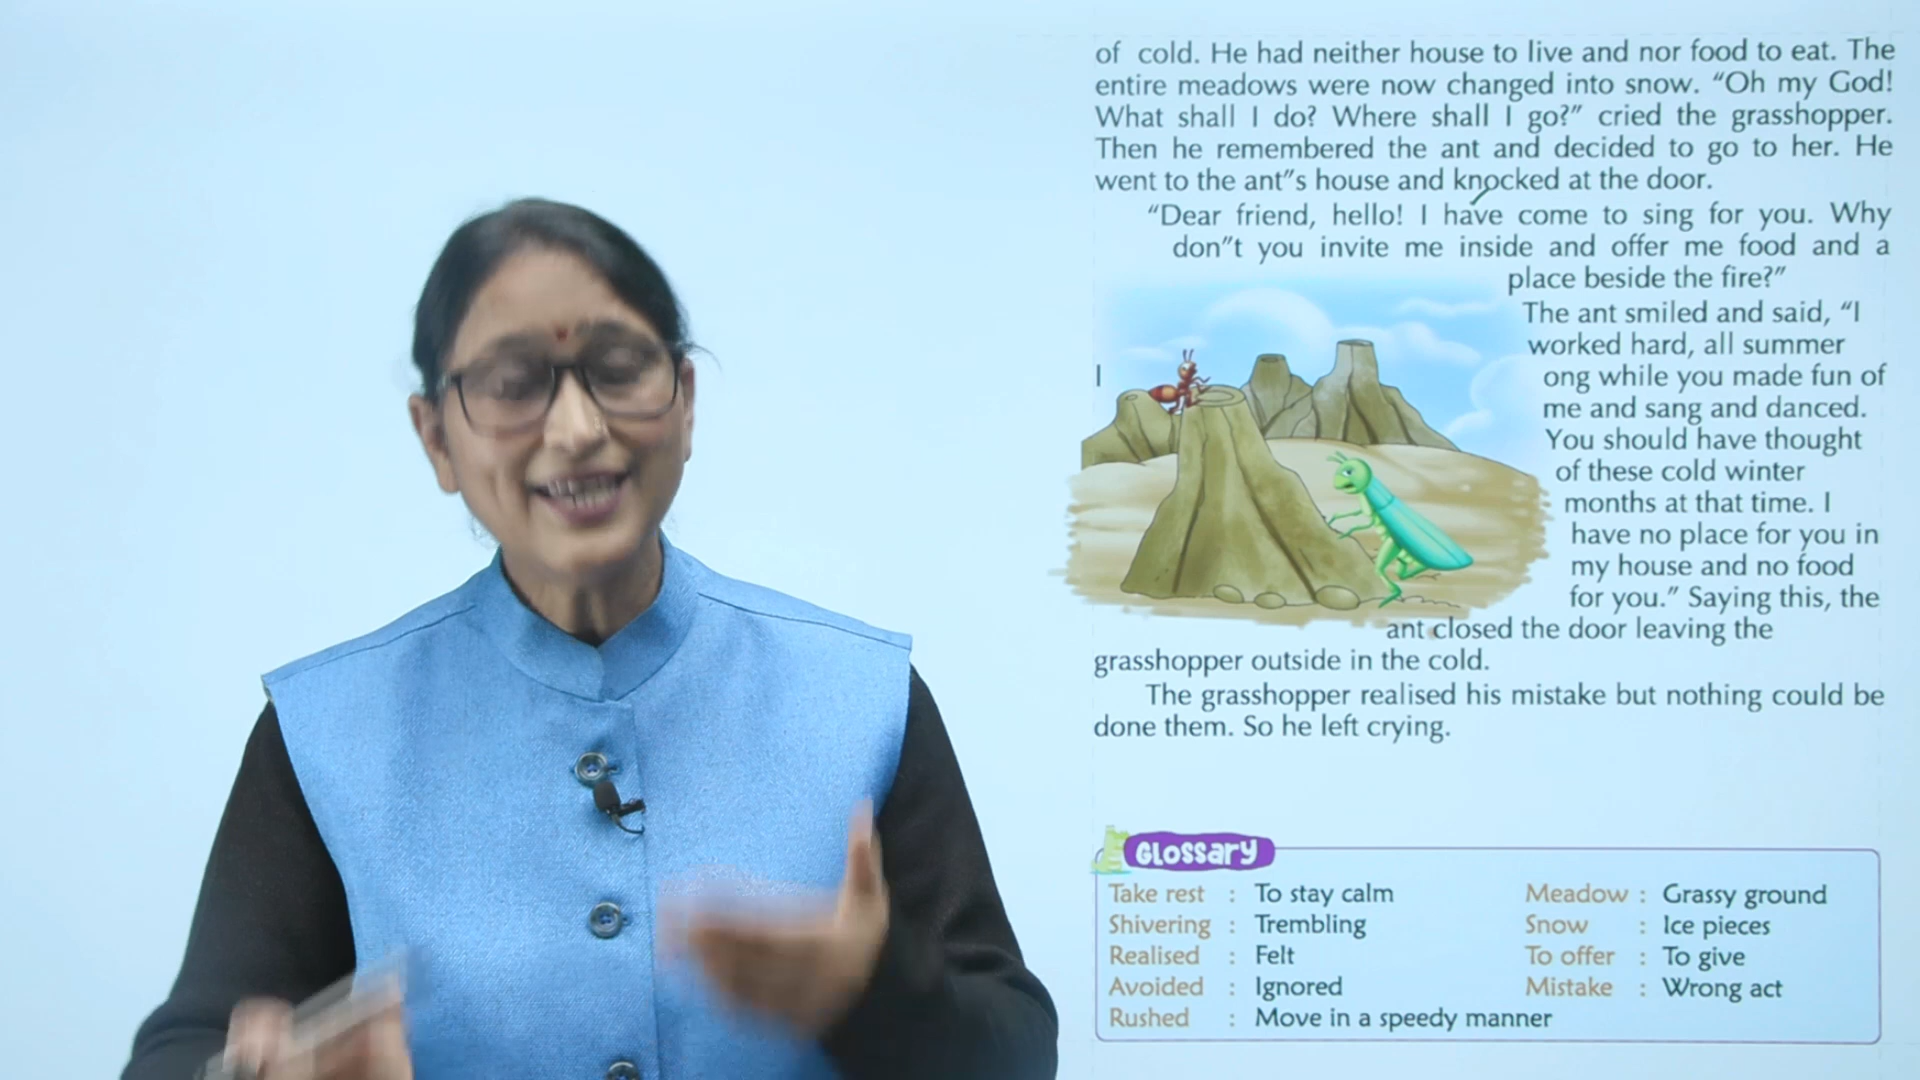 of cold. He had neither house to live and nor food to eat. The
entire meadows were now changed into snow. “Oh my God!
What shall I do? Where shall I go?” cried the grasshopper.
Then he remembered the ant and decided to go to her. He
went to the ant”s house and knocked at the door.
“Dear friend, hello! I have come to sing for you. Why
don”t you invite me inside and offer me food and a
place beside the fire?”
The ant smiled and said, “I
worked hard, all summer
l ong while you made fun of
me and sang and danced.
You should have thought
of these cold winter
months at that time. I
have no place for you in
my house and no food
for you.” Saying this, the
ant closed the door leaving the
grasshopper outside in the cold.
The grasshopper realised his mistake but nothing could be
done them. So he left crying.
Glossary
Take rest : To stay calm Meadow : Grassy ground
Shivering : Trembling Snow : Ice pieces
Realised : Felt To offer : To give
Avoided : Ignored Mistake : Wrong act
Rushed : Move in a speedy manner